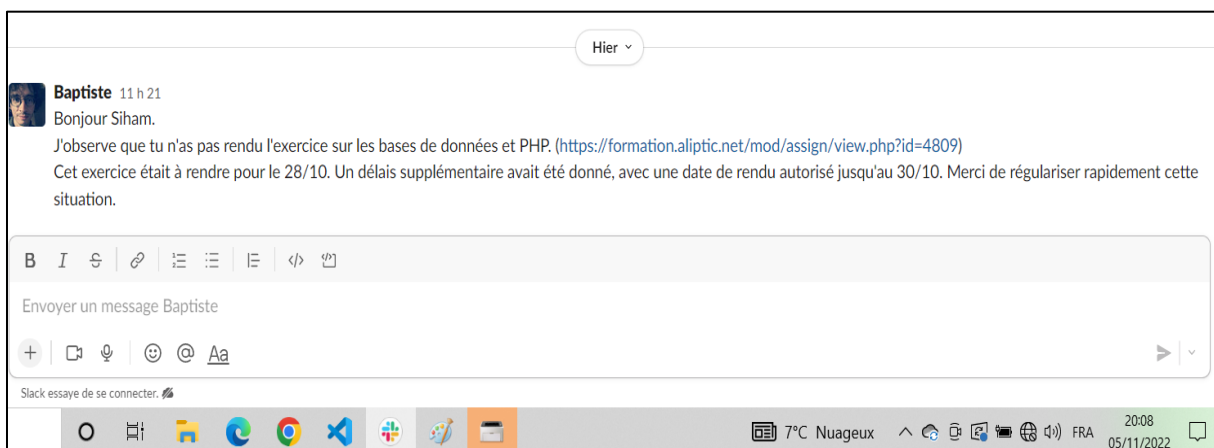 Hier
Baptiste 11 h 21
Bonjour Siham.
J'observe que tu n'as pas rendu l'exercice sur les bases de données et PHP. (https://formation.aliptic.net/mod/assign/view.php?id=4809)
Cet exercice était à rendre pour le 28/10. Un délais supplémentaire avait été donné, avec une date de rendu autorisé jusqu'au 30/10. Merci de régulariser rapidement cette
situation.
B I S
Envoyer un message Baptiste
+ @ Aa
Slack essaye de se connecter.
7°C Nuageux FRA 20:08
05/11/2022